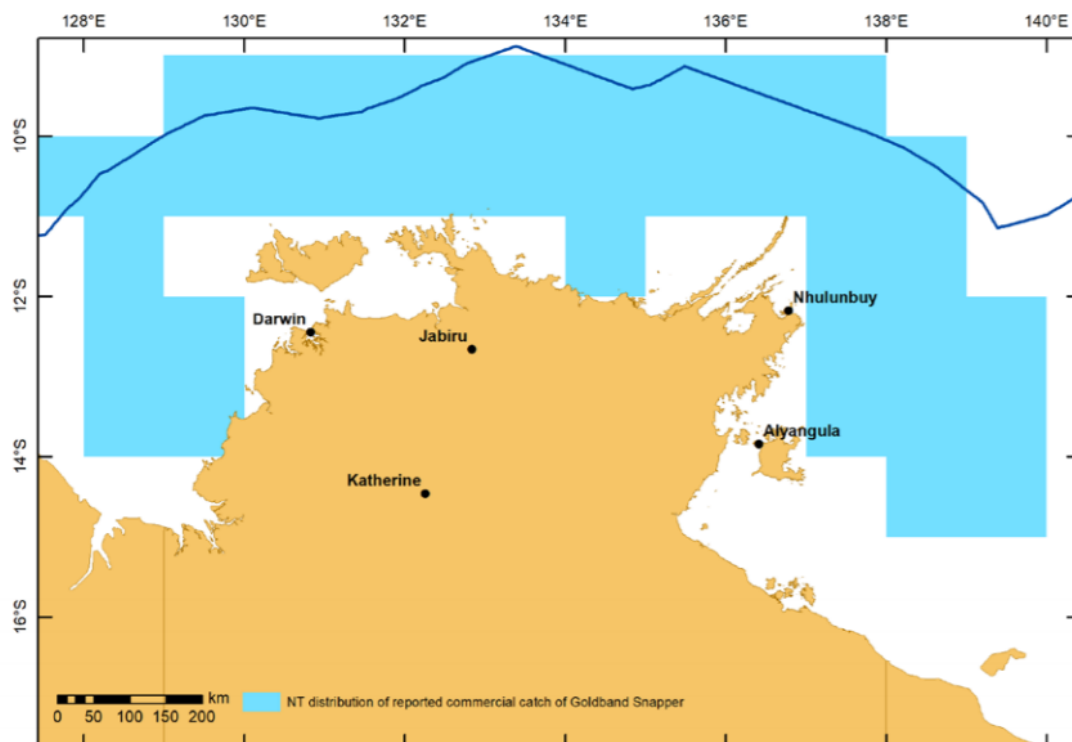 128°E 130°E 132°E 134°E 136°E 138°E 140°E
10°S
12°S
Nhulunbuy
Darwin
Jabiru
Alyangula
14°S
Katherine
16°S
km
0 50 100 150 200
NT distribution of reported commercial catch of Goldband Snapper